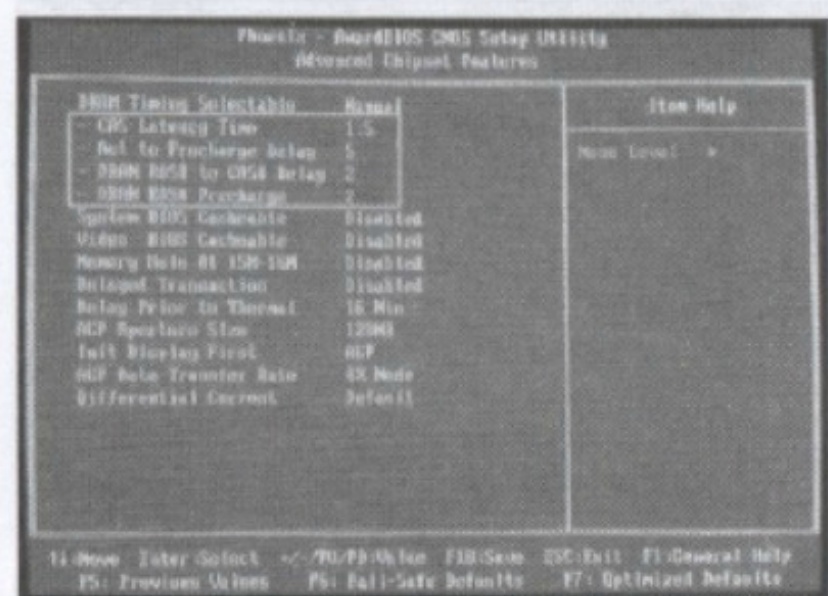 Phoenix - AwardBIOS CMOS Setup Utility
Advanced Chipset Features
DRAM Timing Selectable Manual
- CAS Latency Time 1.5
- Act to Precharge Delay 5
- DRAM RAS# to CAS# Delay 2
- DRAM RAS# Precharge 2
System BIOS Cacheable Disabled
Video BIOS Cacheable Disabled
Memory Hole At 15M-16M Disabled
Delayed Transaction Disabled
Delay Prior to Thermal 16 Min
AGP Aperture Size 128MB
Init Display First AGP
AGP Data Transfer Rate 8X Mode
Differential Current Default
Item Help
Menu Level ►
↑↓:Move Enter:Select +/-/PU/PD:Value F10:Save ESC:Exit F1:General Help
F5: Previous Values F6: Fail-Safe Defaults F7: Optimized Defaults